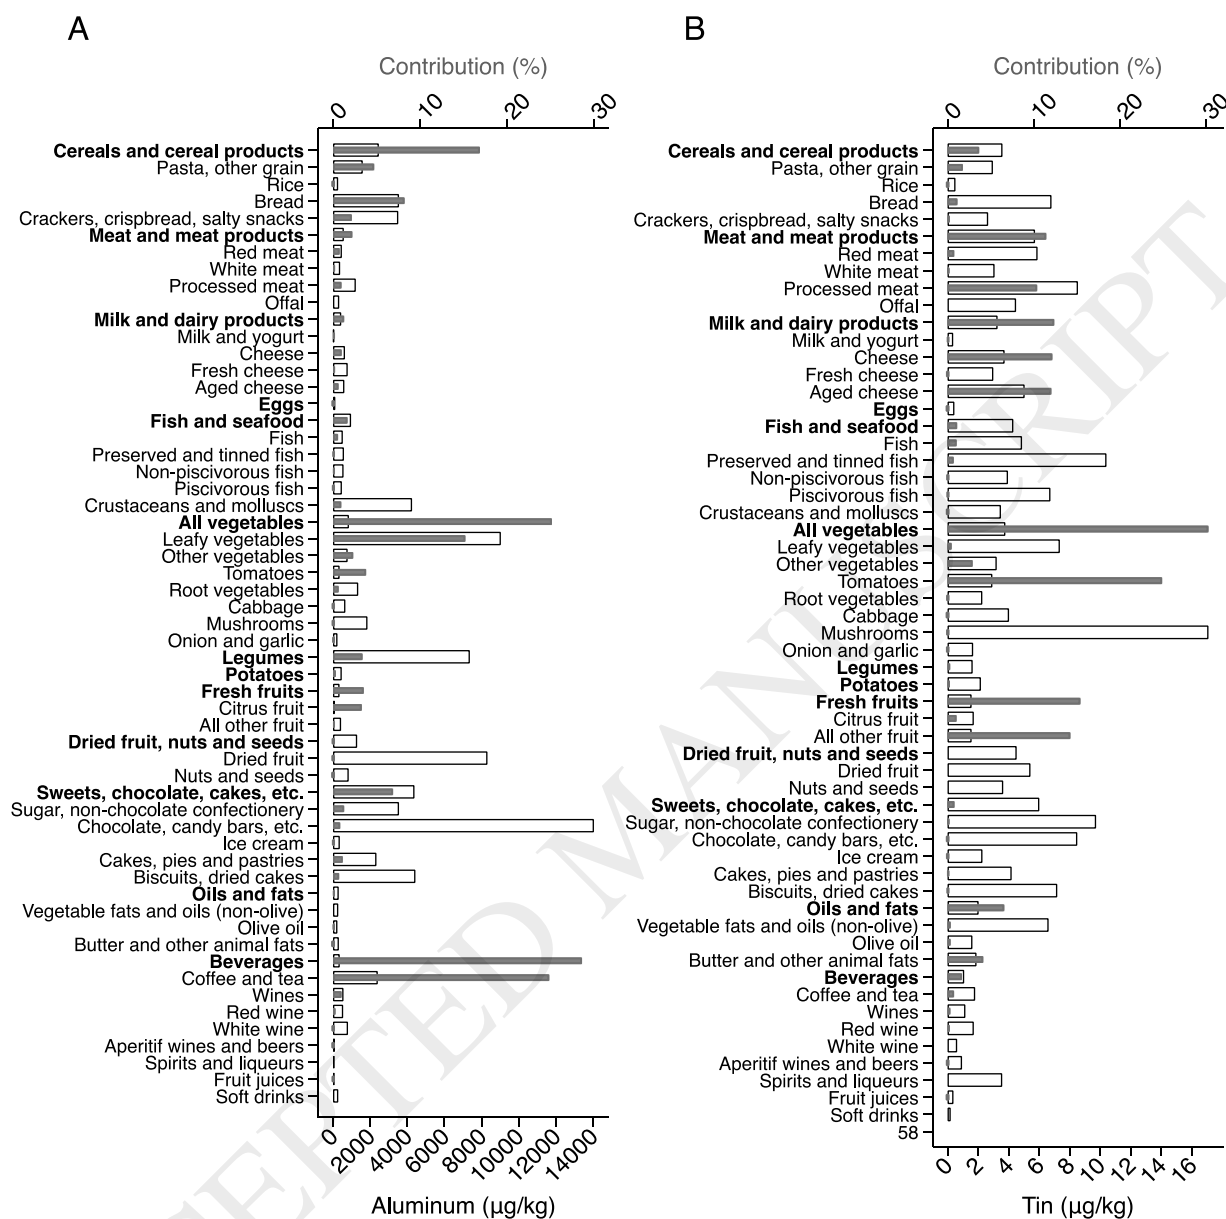 A
Contribution (%)
0 10 20 30
Cereals and cereal products
Pasta, other grain
Rice
Bread
Crackers, crispbread, salty snacks
Meat and meat products
Red meat
White meat
Processed meat
Offal
Milk and dairy products
Milk and yogurt
Cheese
Fresh cheese
Aged cheese
Eggs
Fish and seafood
Fish
Preserved and tinned fish
Non-piscivorous fish
Piscivorous fish
Crustaceans and molluscs
All vegetables
Leafy vegetables
Other vegetables
Tomatoes
Root vegetables
Cabbage
Mushrooms
Onion and garlic
Legumes
Potatoes
Fresh fruits
Citrus fruit
All other fruit
Dried fruit, nuts and seeds
Dried fruit
Nuts and seeds
Sweets, chocolate, cakes, etc.
Sugar, non-chocolate confectionery
Chocolate, candy bars, etc.
Ice cream
Cakes, pies and pastries
Biscuits, dried cakes
Oils and fats
Vegetable fats and oils (non-olive)
Olive oil
Butter and other animal fats
Beverages
Coffee and tea
Wines
Red wine
White wine
Aperitif wines and beers
Spirits and liqueurs
Fruit juices
Soft drinks
0 2000 4000 6000 8000 10000 12000 14000
Aluminum (µg/kg)
B
Contribution (%)
0 10 20 30
Cereals and cereal products
Pasta, other grain
Rice
Bread
Crackers, crispbread, salty snacks
Meat and meat products
Red meat
White meat
Processed meat
Offal
Milk and dairy products
Milk and yogurt
Cheese
Fresh cheese
Aged cheese
Eggs
Fish and seafood
Fish
Preserved and tinned fish
Non-piscivorous fish
Piscivorous fish
Crustaceans and molluscs
All vegetables
Leafy vegetables
Other vegetables
Tomatoes
Root vegetables
Cabbage
Mushrooms
Onion and garlic
Legumes
Potatoes
Fresh fruits
Citrus fruit
All other fruit
Dried fruit, nuts and seeds
Dried fruit
Nuts and seeds
Sweets, chocolate, cakes, etc.
Sugar, non-chocolate confectionery
Chocolate, candy bars, etc.
Ice cream
Cakes, pies and pastries
Biscuits, dried cakes
Oils and fats
Vegetable fats and oils (non-olive)
Olive oil
Butter and other animal fats
Beverages
Coffee and tea
Wines
Red wine
White wine
Aperitif wines and beers
Spirits and liqueurs
Fruit juices
Soft drinks
58
0 2 4 6 8 10 12 14 16
Tin (µg/kg)
EPTED MANUSCRIPT